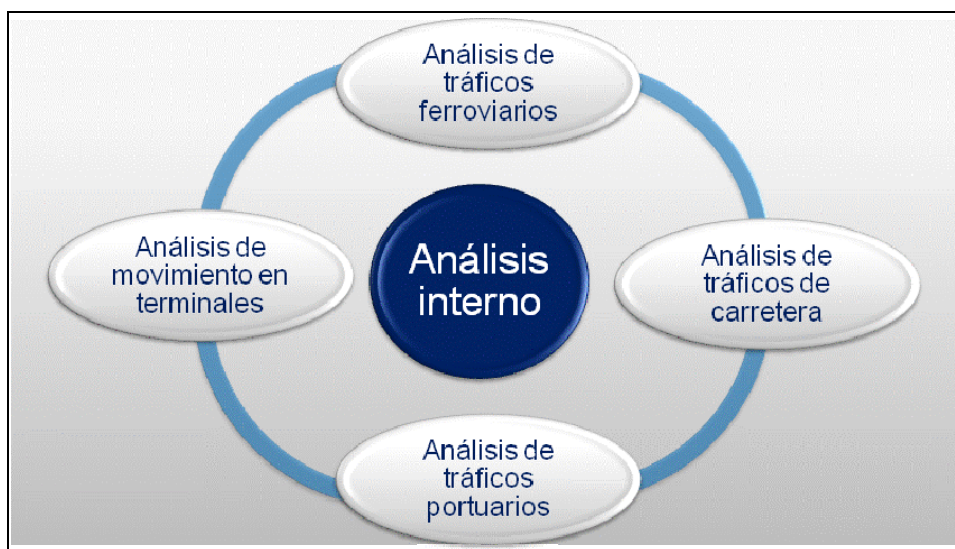 Análisis de
tráficos
ferroviarios
Análisis de
movimiento en
terminales
Análisis
interno
Análisis de
tráficos de
carretera
Análisis de
tráficos
portuarios